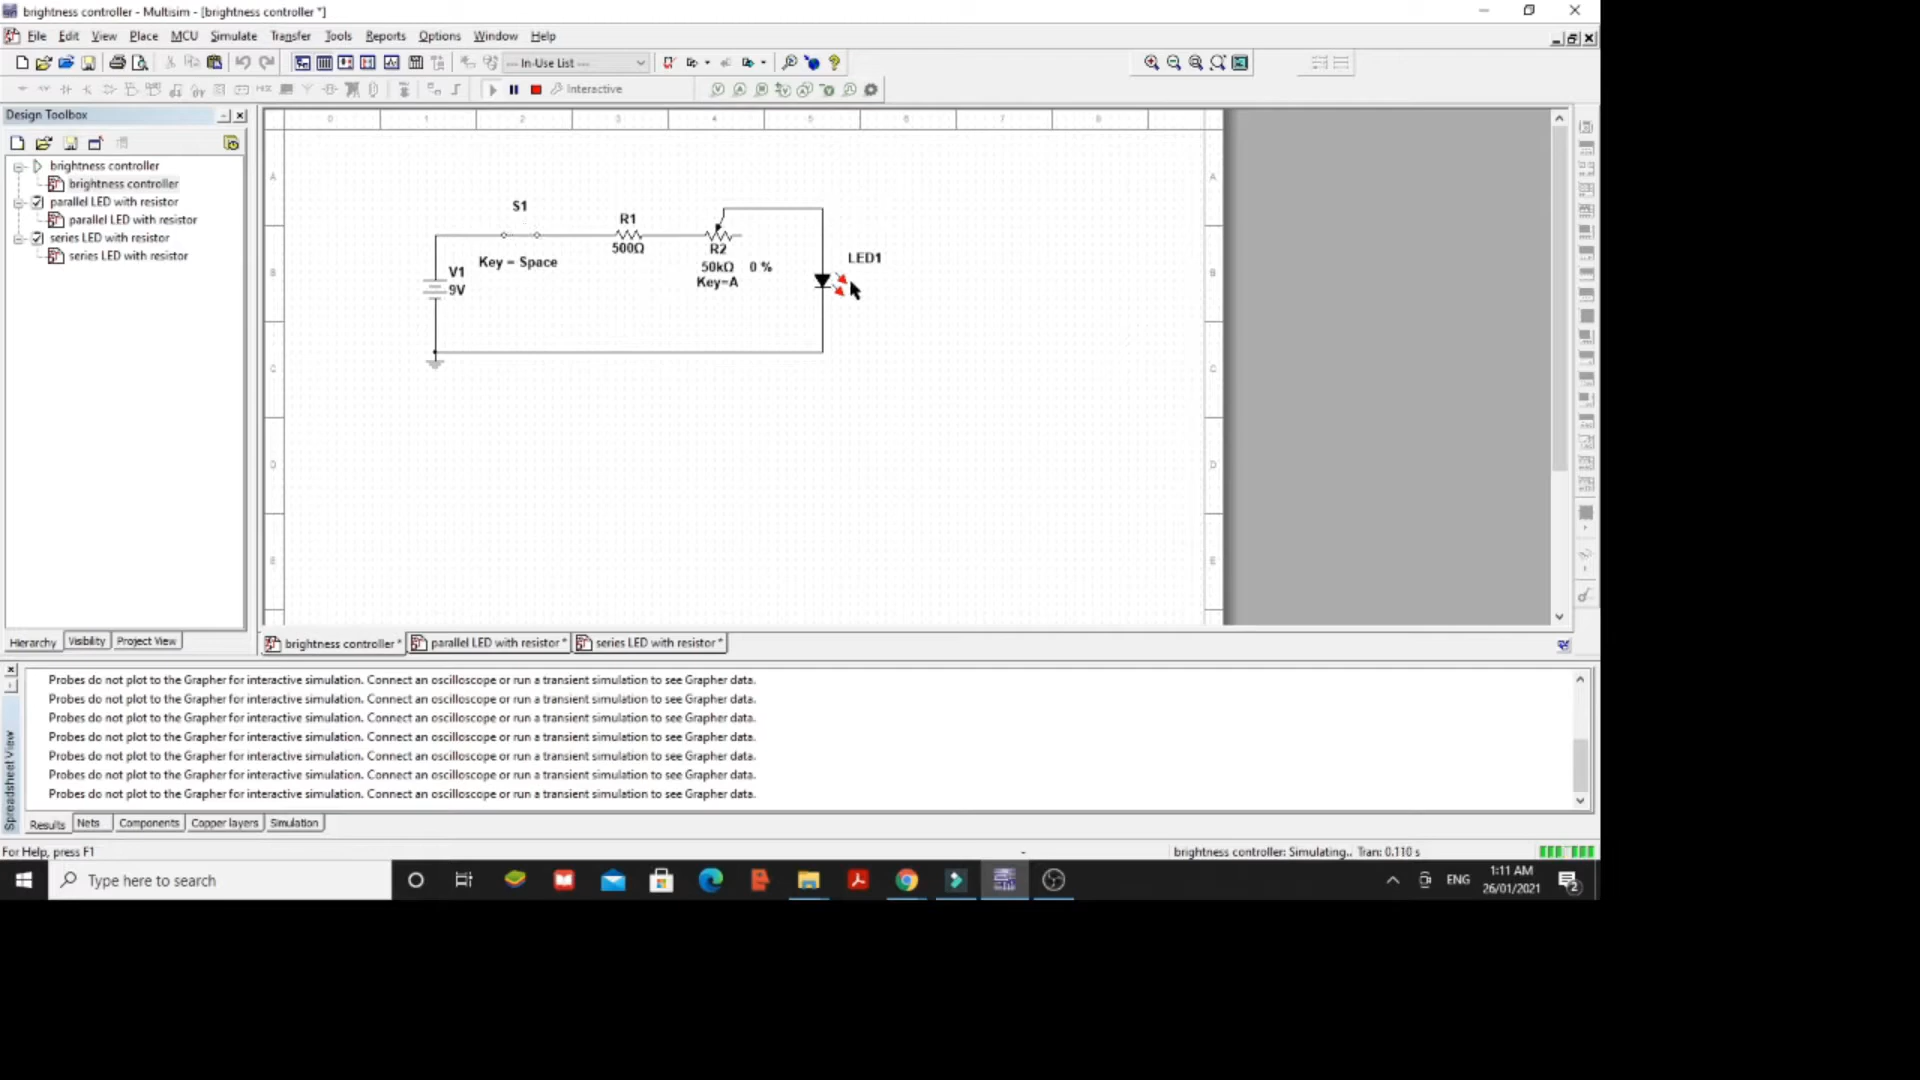 brightness controller - Multisim - [brightness controller *]
File Edit View Place MCU Simulate Transfer Tools Reports Options Window Help
--- In-Use List ---
Interactive
Design Toolbox
brightness controller
brightness controller
parallel LED with resistor
parallel LED with resistor
series LED with resistor
series LED with resistor
Hierarchy Visibility Project View
0 1 2 3 4 5 6 7 8
A A
B B
C C
D D
E E
S1
Key = Space
R1
500Ω
R2
50kΩ 0 %
Key=A
V1
9V
LED1
brightness controller * parallel LED with resistor * series LED with resistor *
Probes do not plot to the Grapher for interactive simulation. Connect an oscilloscope or run a transient simulation to see Grapher data.
Probes do not plot to the Grapher for interactive simulation. Connect an oscilloscope or run a transient simulation to see Grapher data.
Probes do not plot to the Grapher for interactive simulation. Connect an oscilloscope or run a transient simulation to see Grapher data.
Probes do not plot to the Grapher for interactive simulation. Connect an oscilloscope or run a transient simulation to see Grapher data.
Probes do not plot to the Grapher for interactive simulation. Connect an oscilloscope or run a transient simulation to see Grapher data.
Probes do not plot to the Grapher for interactive simulation. Connect an oscilloscope or run a transient simulation to see Grapher data.
Probes do not plot to the Grapher for interactive simulation. Connect an oscilloscope or run a transient simulation to see Grapher data.
Spreadsheet View
Results Nets Components Copper layers Simulation
For Help, press F1
- brightness controller: Simulating... Tran: 0.110 s
Type here to search
ENG
1:11 AM
26/01/2021
2